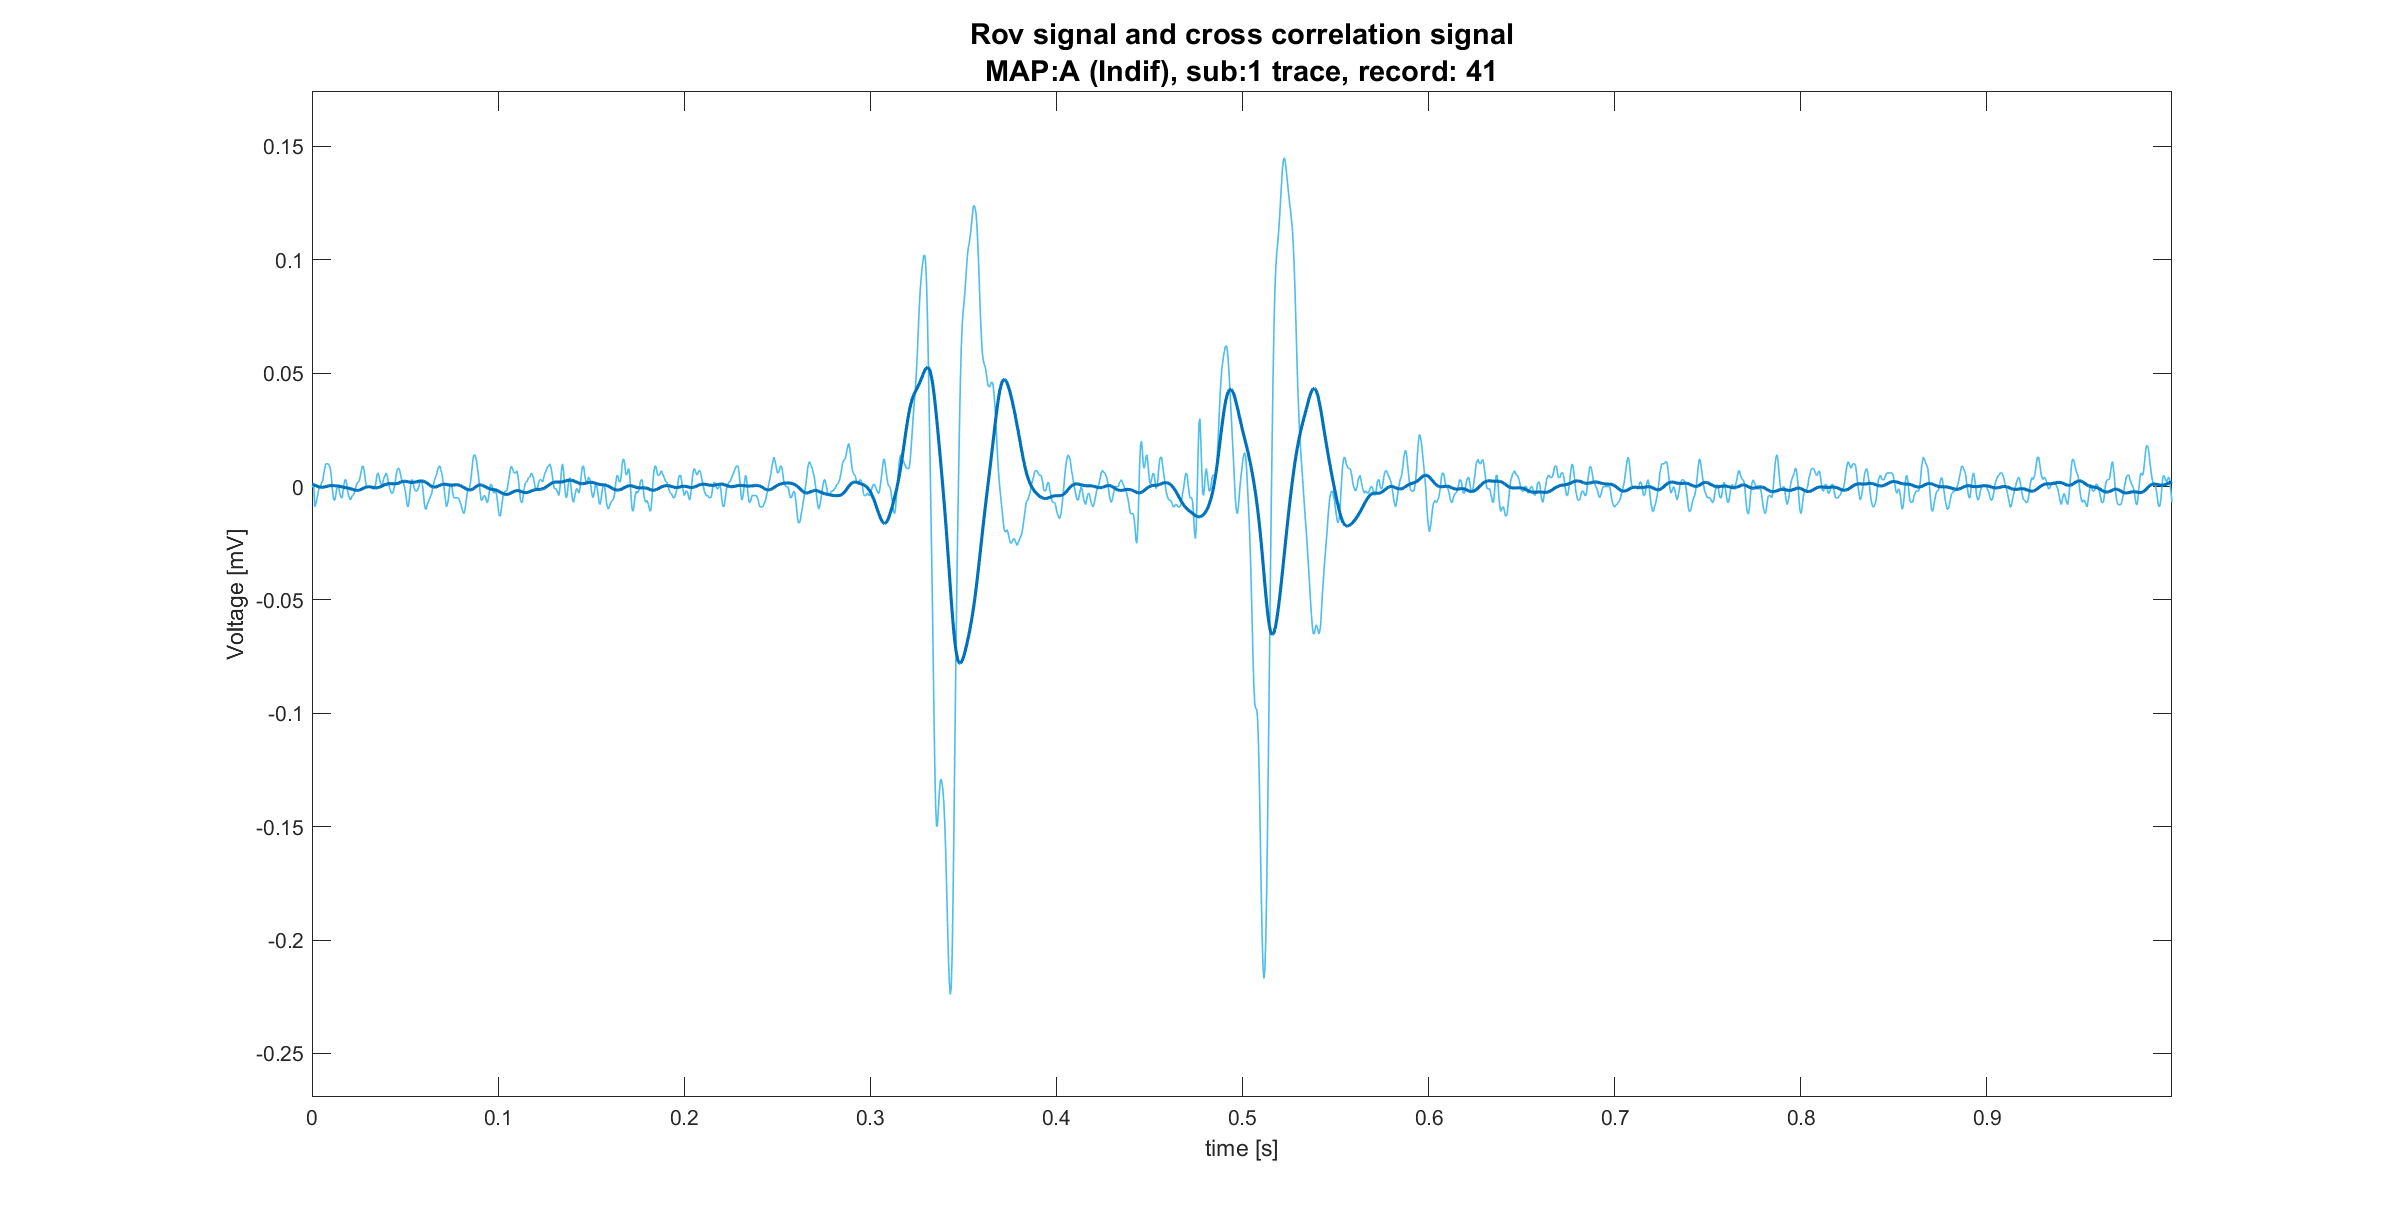 Rov signal and cross correlation signal
MAP:A (Indif), sub:1 trace, record: 41
0.15
0.1
0.05
0
-0.05
-0.1
-0.15
-0.2
-0.25
Voltage [mV]
0 0.1 0.2 0.3 0.4 0.5 0.6 0.7 0.8 0.9
time [s]